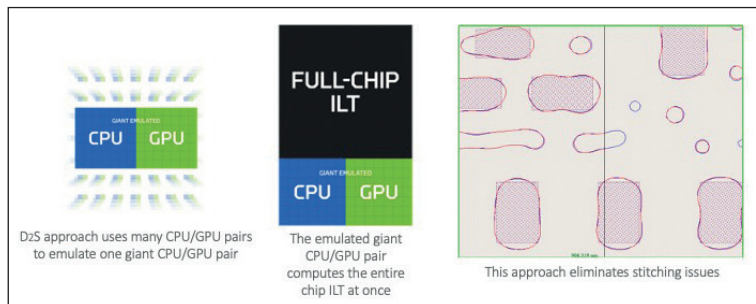 GIANT EMULATED
CPU GPU
D2S approach uses many CPU/GPU pairs
to emulate one giant CPU/GPU pair
FULL-CHIP
ILT
GIANT EMULATED
CPU GPU
The emulated giant
CPU/GPU pair
computes the entire
chip ILT at once
This approach eliminates stitching issues